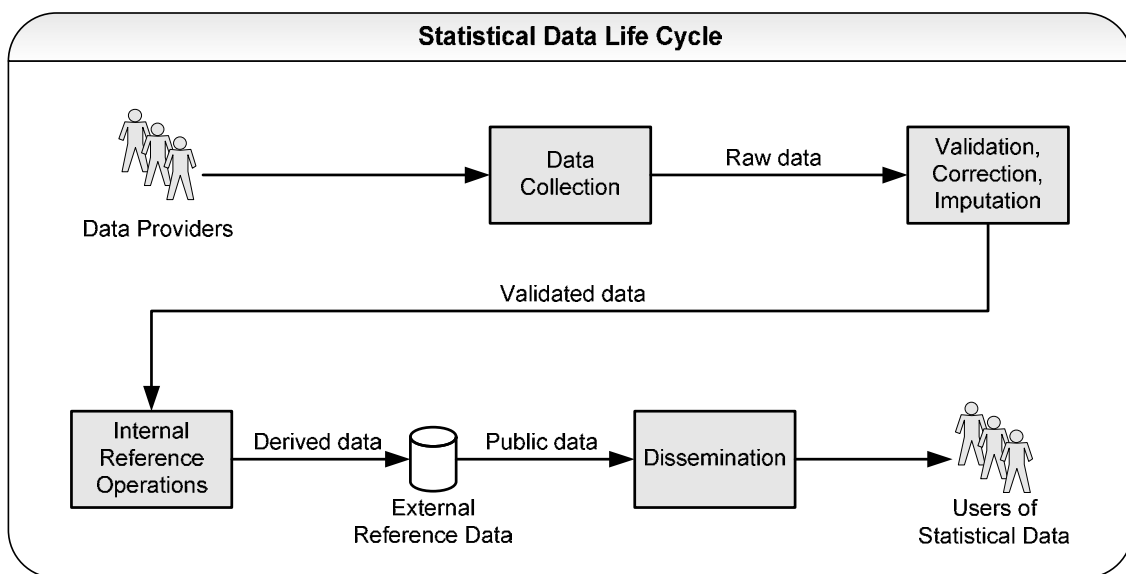 Statistical Data Life Cycle
Data Providers
Data
Collection
Raw data
Validation,
Correction,
Imputation
Validated data
Internal
Reference
Operations
Derived data
External
Reference Data
Public data
Dissemination
Users of
Statistical Data